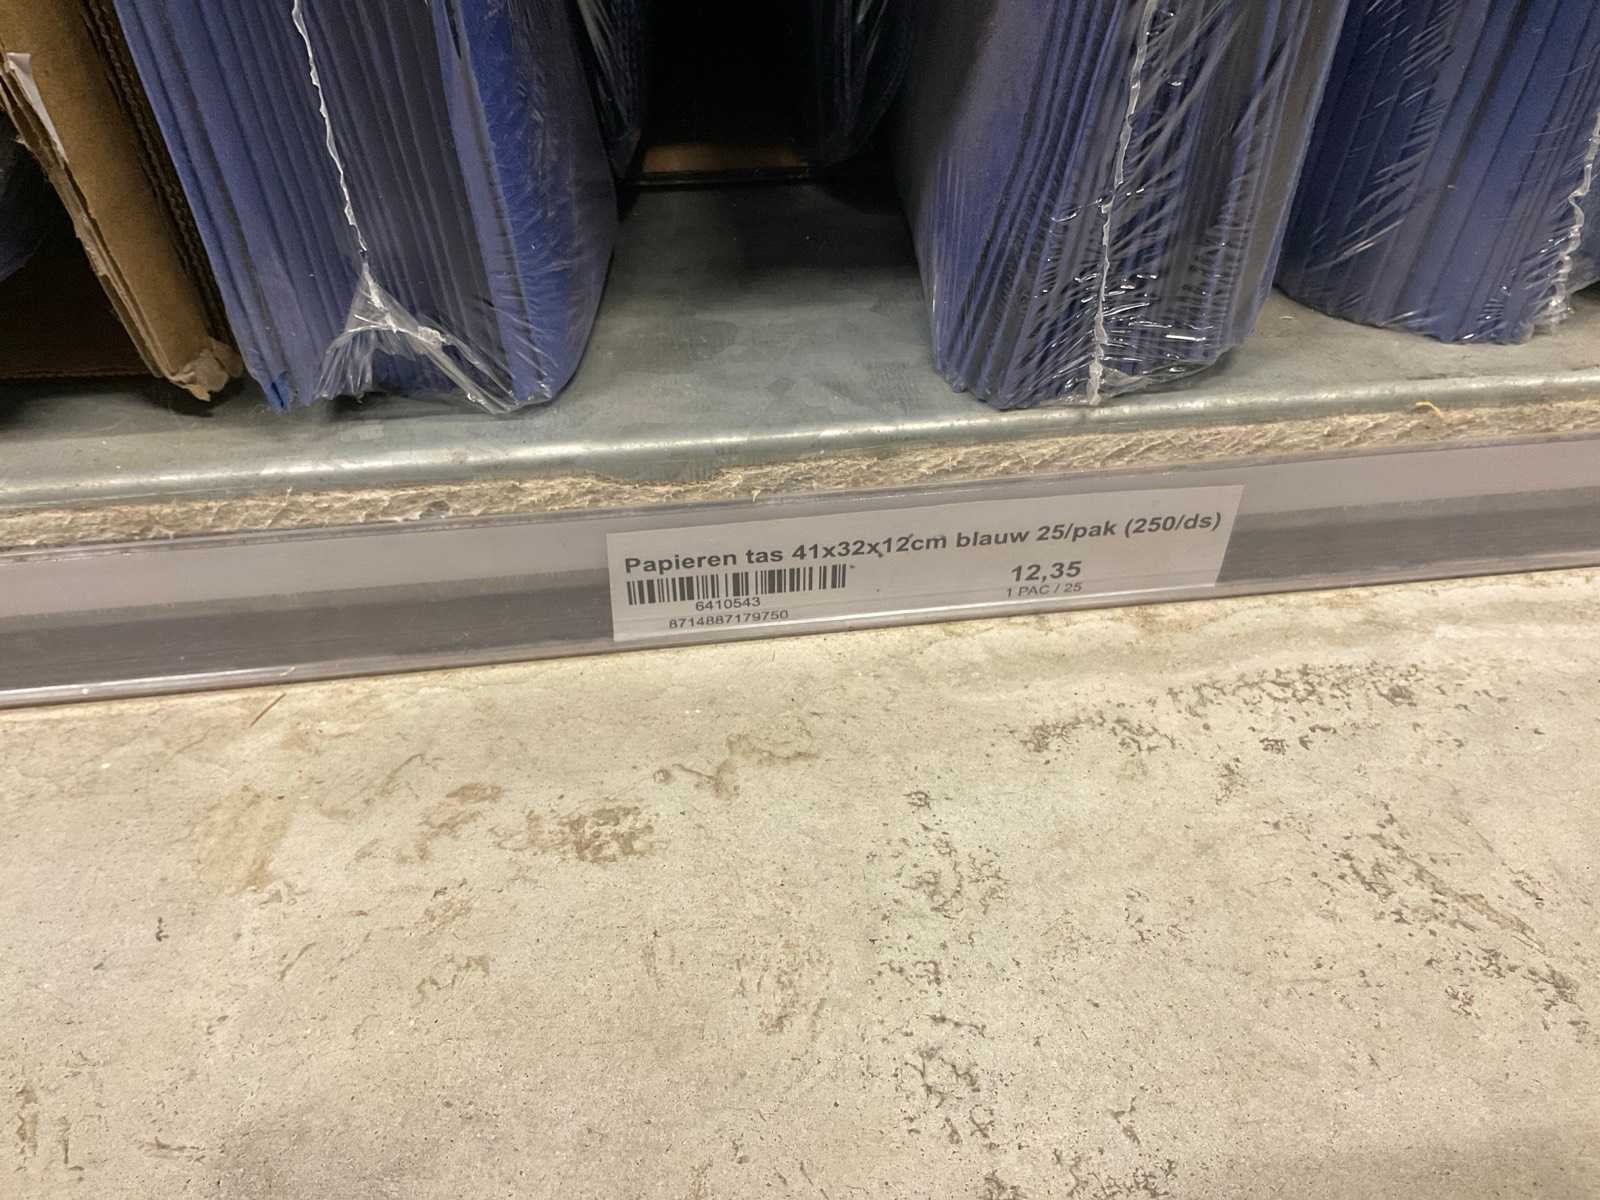 Papieren tas 41x32x12cm blauw 25/pak (250/ds)
12,35
1 PAC / 25
6410543
8714887179750